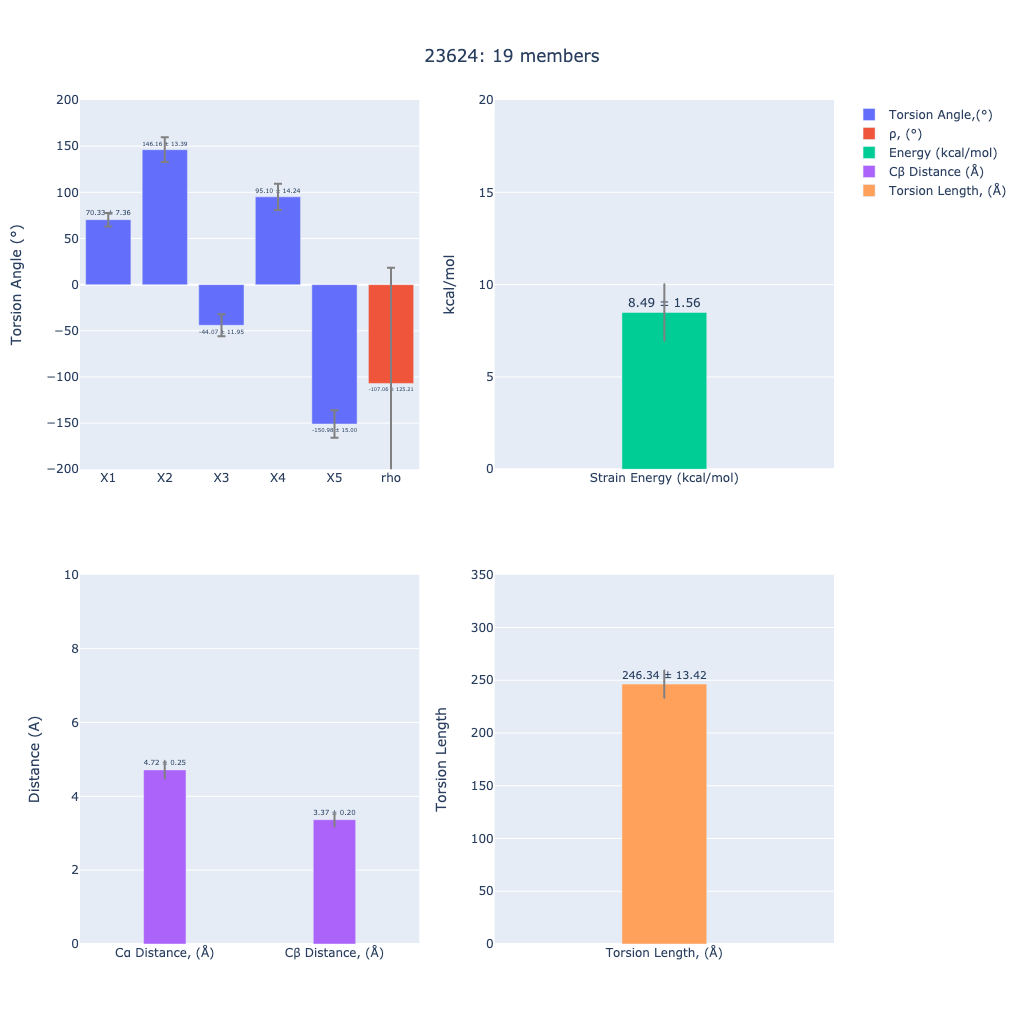 23624: 19 members
Torsion Angle (°)
200
150
100
50
0
−50
−100
−150
−200
70.33 ± 7.36
146.16 ± 13.39
-44.07 ± 11.95
95.10 ± 14.24
-150.98 ± 15.00
-107.06 ± 125.21
X1
X2
X3
X4
X5
rho
kcal/mol
20
15
10
5
0
8.49 ± 1.56
Strain Energy (kcal/mol)
Torsion Angle,(°)
ρ, (°)
Energy (kcal/mol)
Cβ Distance (Å)
Torsion Length, (Å)
Distance (A)
10
8
6
4
2
0
4.72 ± 0.25
3.37 ± 0.20
Cα Distance, (Å)
Cβ Distance, (Å)
Torsion Length
350
300
250
200
150
100
50
0
246.34 ± 13.42
Torsion Length, (Å)